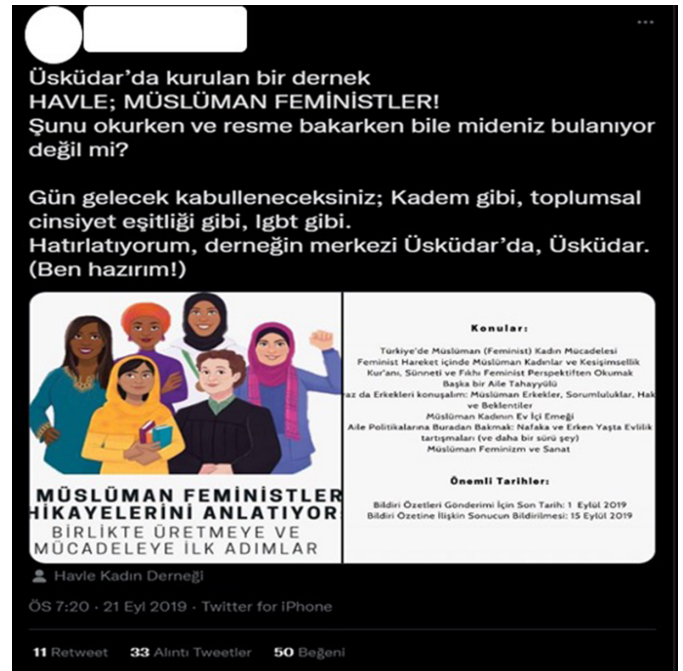 Üsküdar’da kurulan bir dernek
HAVLE; MÜSLÜMAN FEMİNİSTLER!
Şunu okurken ve resme bakarken bile mideniz bulanıyor
değil mi?
Gün gelecek kabulleneceksiniz; Kadem gibi, toplumsal
cinsiyet eşitliği gibi, lgbt gibi.
Hatırlatıyorum, derneğin merkezi Üsküdar’da, Üsküdar.
(Ben hazırım!)
MÜSLÜMAN FEMİNİSTLER
HİKAYELERİNİ ANLATIYOR
BİRLİKTE ÜRETMEYE VE
MÜCADELEYE İLK ADIMLAR
Konular:
Türkiye'de Müslüman (Feminist) Kadın Mücadelesi
Feminist Hareket içinde Müslüman Kadınlar ve Kesişimsellik
Kur'anı, Sünneti ve Fıkhı Feminist Perspektiften Okumak
Başka bir Aile Tahayyülü
raz da Erkekleri konuşalım: Müslüman Erkekler, Sorumluluklar, Hak
ve Beklentiler
Müslüman Kadının Ev İçi Emeği
Aile Politikalarına Buradan Bakmak: Nafaka ve Erken Yaşta Evlilik
tartışmaları (ve daha bir sürü şey)
Müslüman Feminizm ve Sanat
Önemli Tarihler:
Bildiri Özetleri Gönderimi İçin Son Tarih: 1 Eylül 2019
Bildiri Özetine İlişkin Sonucun Bildirilmesi: 15 Eylül 2019
Havle Kadın Derneği
ÖS 7:20 · 21 Eyl 2019 · Twitter for iPhone
11 Retweet 33 Alıntı Tweetler 50 Beğeni